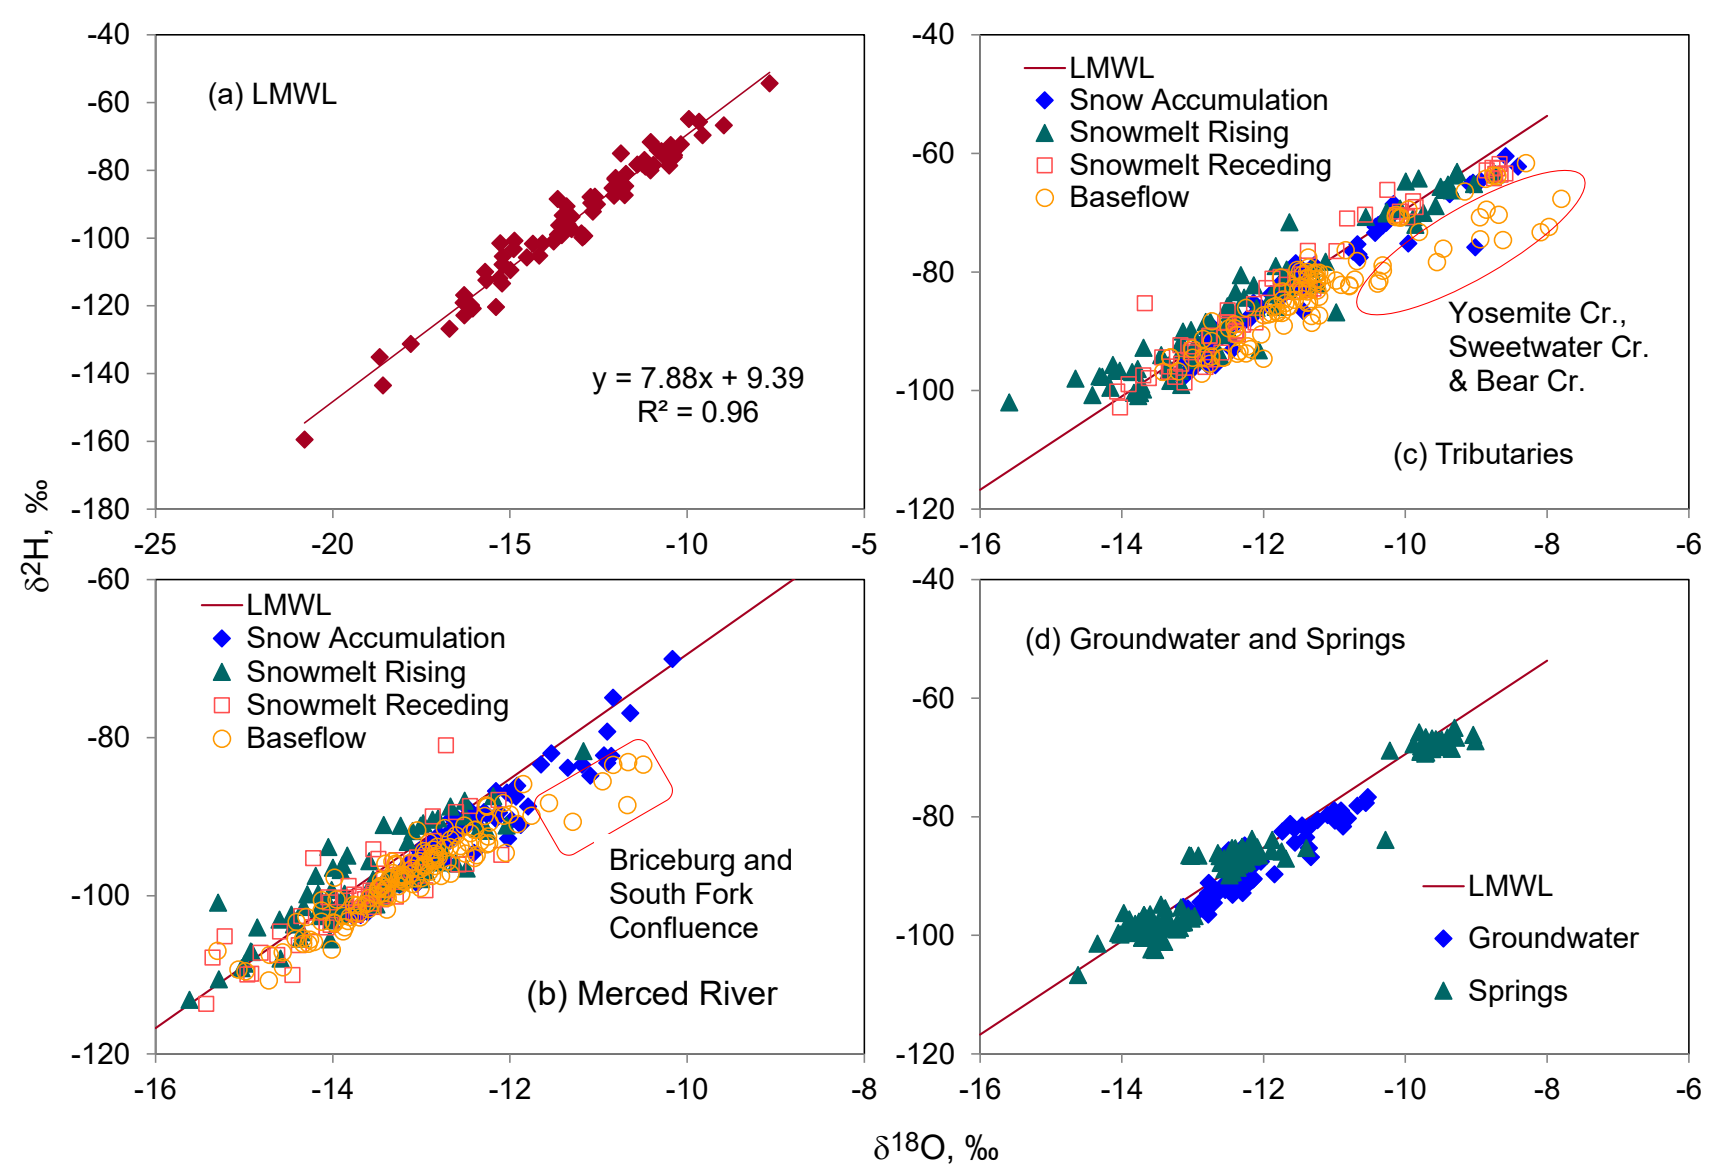 -40
-60
-80
-100
-120
-140
-160
-180
-25
-20
-15
-10
-5
(a) LMWL
y = 7.88x + 9.39
R² = 0.96
-40
-60
-80
-100
-120
-16
-14
-12
-10
-8
-6
LMWL
Snow Accumulation
Snowmelt Rising
Snowmelt Receding
Baseflow
Yosemite Cr.,
Sweetwater Cr.
& Bear Cr.
(c) Tributaries
δ²H, ‰
-60
-80
-100
-120
-16
-14
-12
-10
LMWL
Snow Accumulation
Snowmelt Rising
Snowmelt Receding
Baseflow
Briceburg and
South Fork
Confluence
(b) Merced River
-40
-60
-80
-100
-120
-16
-14
-12
-10
-8
-6
(d) Groundwater and Springs
LMWL
Groundwater
Springs
δ¹⁸O, ‰